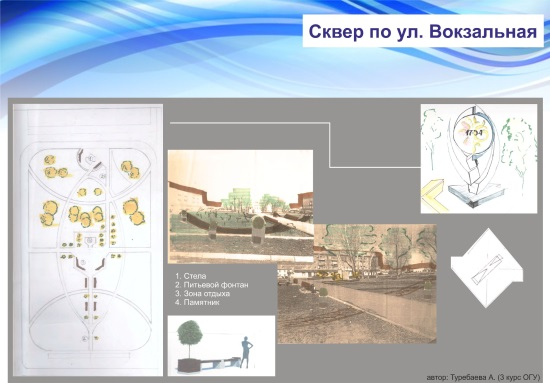 Сквер по ул. Вокзальная
1. Стела
2. Питьевой фонтан
3. Зона отдыха
4. Памятник
автор: Туребаева А. (3 курс ОГУ)